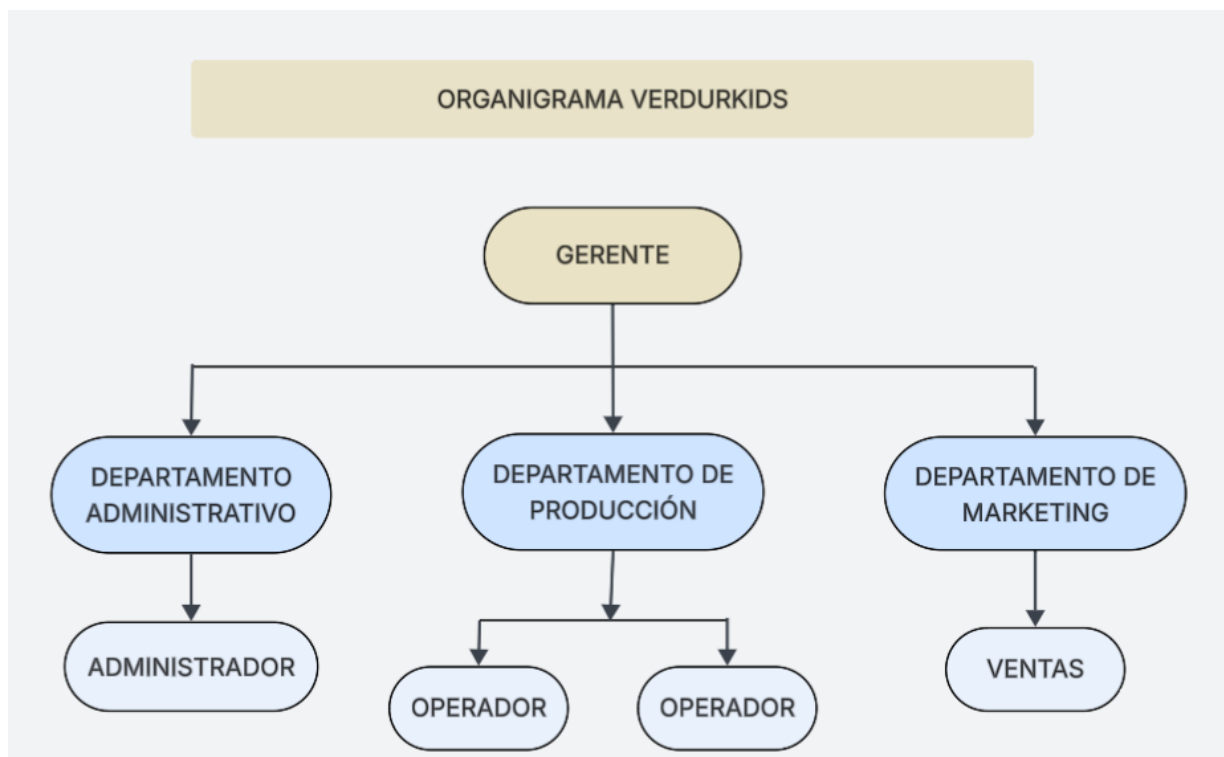 ORGANIGRAMA VERDURKIDS
GERENTE
DEPARTAMENTO
ADMINISTRATIVO
DEPARTAMENTO DE
PRODUCCIÓN
DEPARTAMENTO DE
MARKETING
ADMINISTRADOR
OPERADOR
OPERADOR
VENTAS